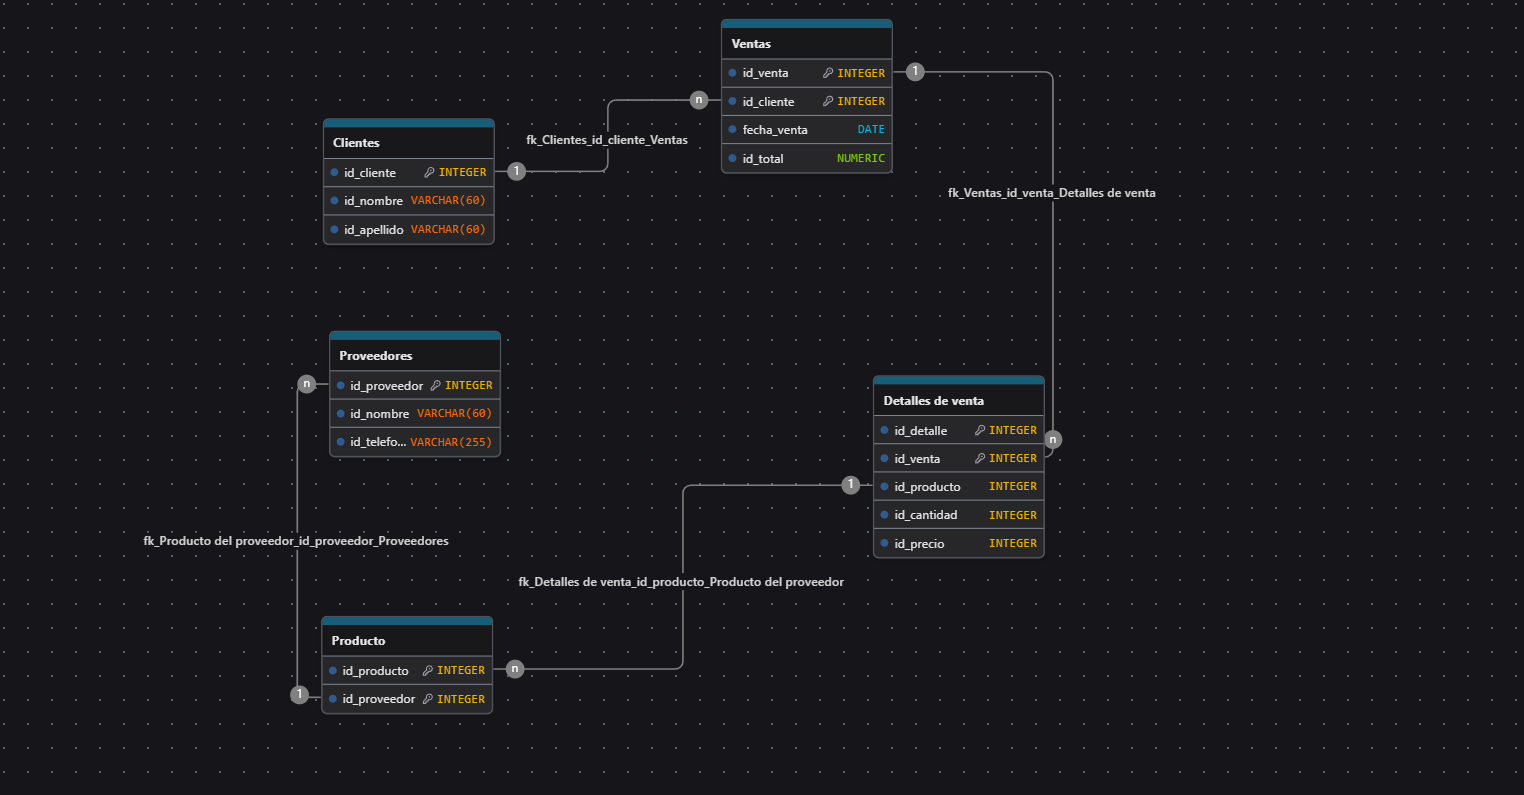 Ventas
id_venta INTEGER
id_cliente INTEGER
fecha_venta DATE
id_total NUMERIC
1
n
fk_Clientes_id_cliente_Ventas
1
Clientes
id_cliente INTEGER
id_nombre VARCHAR(60)
id_apellido VARCHAR(60)
fk_Ventas_id_venta_Detalles de venta
Proveedores
id_proveedor INTEGER
id_nombre VARCHAR(60)
id_telefo... VARCHAR(255)
n
Detalles de venta
id_detalle INTEGER
id_venta INTEGER
id_producto INTEGER
id_cantidad INTEGER
id_precio INTEGER
n
1
fk_Producto del proveedor_id_proveedor_Proveedores
fk_Detalles de venta_id_producto_Producto del proveedor
Producto
id_producto INTEGER
id_proveedor INTEGER
n
1